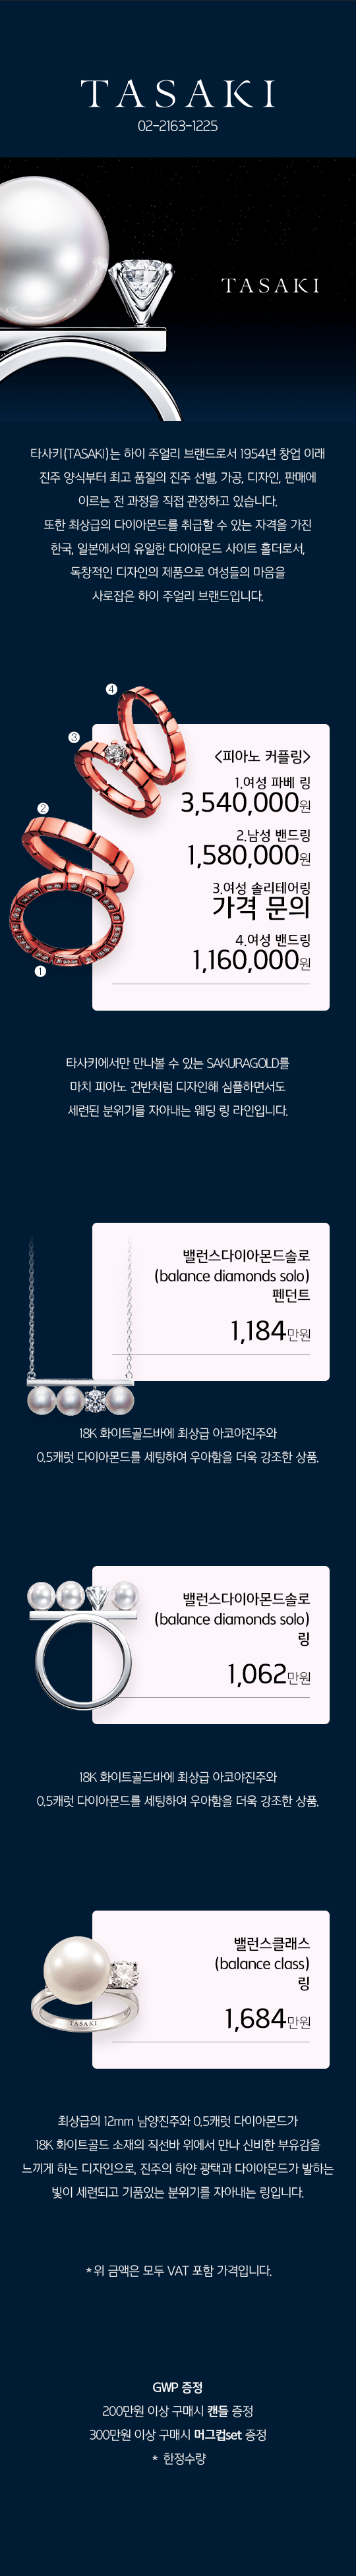 TASAKI
02-2163-1225
TASAKI
타사키(TASAKI)는 하이 주얼리 브랜드로서 1954년 창업 이래
진주 양식부터 최고 품질의 진주 선별, 가공, 디자인, 판매에
이르는 전 과정을 직접 관장하고 있습니다.
또한 최상급의 다이아몬드를 취급할 수 있는 자격을 가진
한국, 일본에서의 유일한 다이아몬드 사이트 홀더로서,
독창적인 디자인의 제품으로 여성들의 마음을
사로잡은 하이 주얼리 브랜드입니다.
4
3
2
1
<피아노 커플링>
1.여성 파베 링
3,540,000원
2.남성 밴드링
1,580,000원
3.여성 솔리테어링
가격 문의
4.여성 밴드링
1,160,000원
타사키에서만 만나볼 수 있는 SAKURAGOLD를
마치 피아노 건반처럼 디자인해 심플하면서도
세련된 분위기를 자아내는 웨딩 링 라인입니다.
밸런스다이아몬드솔로
(balance diamonds solo)
펜던트
1,184만원
18K 화이트골드바에 최상급 아코야진주와
0.5캐럿 다이아몬드를 세팅하여 우아함을 더욱 강조한 상품.
밸런스다이아몬드솔로
(balance diamonds solo)
링
1,062만원
18K 화이트골드바에 최상급 아코야진주와
0.5캐럿 다이아몬드를 세팅하여 우아함을 더욱 강조한 상품.
밸런스클래스
(balance class)
링
1,684만원
TASAKI
최상급의 12mm 남양진주와 0.5캐럿 다이아몬드가
18K 화이트골드 소재의 직선바 위에서 만나 신비한 부유감을
느끼게 하는 디자인으로, 진주의 하얀 광택과 다이아몬드가 발하는
빛이 세련되고 기품있는 분위기를 자아내는 링입니다.
*위 금액은 모두 VAT 포함 가격입니다.
GWP 증정
200만원 이상 구매시 캔들 증정
300만원 이상 구매시 머그컵set 증정
* 한정수량